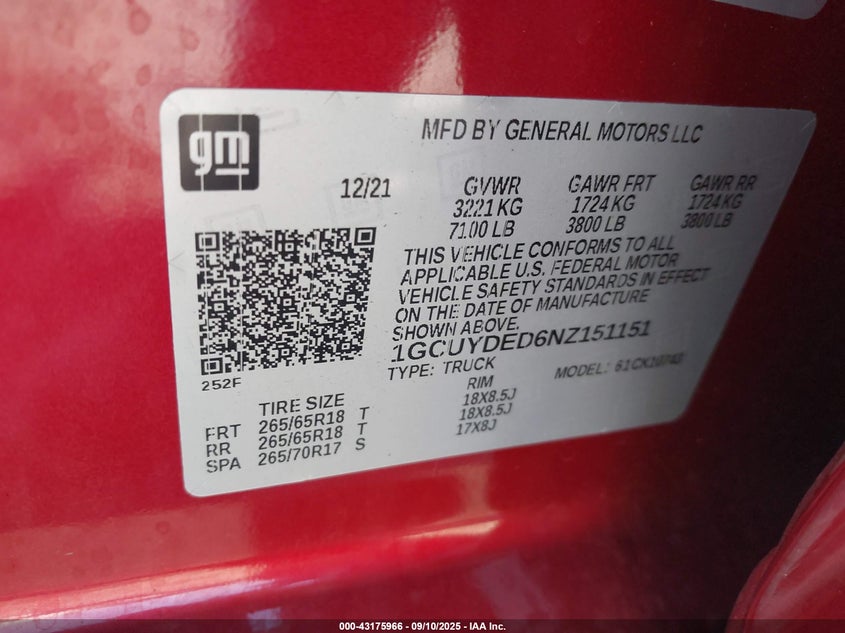 gm
MFD BY GENERAL MOTORS LLC
12/21 GVWR GAWR FRT GAWR RR
3221 KG 1724 KG 1724 KG
7100 LB 3800 LB 3800 LB
THIS VEHICLE CONFORMS TO ALL
APPLICABLE U.S. FEDERAL MOTOR
VEHICLE SAFETY STANDARDS IN EFFECT
ON THE DATE OF MANUFACTURE
SHOWN ABOVE.
1GCUYDED6NZ151151
TYPE: TRUCK MODEL:
252F
TIRE SIZE RIM
FRT 265/65R18 T 18X8.5J
RR 265/65R18 T 18X8.5J
SPA 265/70R17 S 17X8J
000-43175966 - 09/10/2025 - IAA Inc.